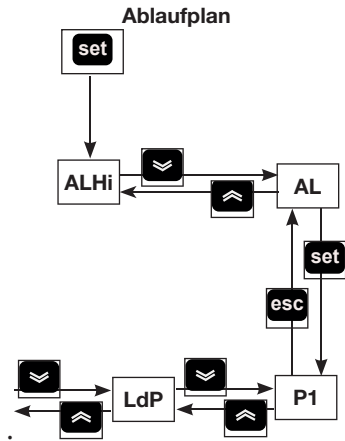 Ablaufplan
set
ALHi
AL
set
esc
LdP
P1
.